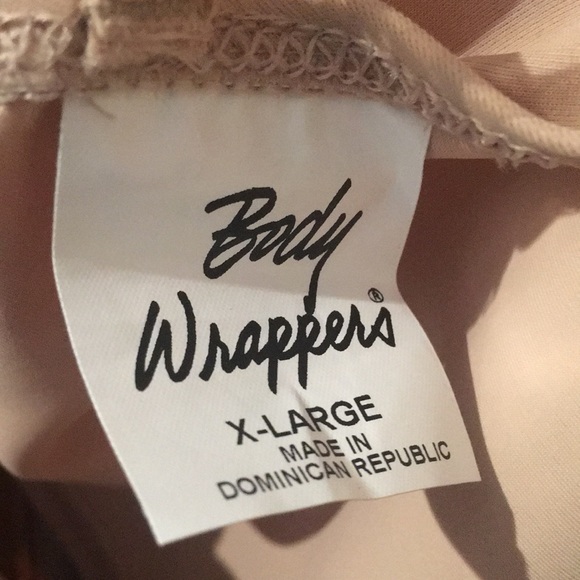 Body
Wrappers®
X-LARGE
MADE IN
DOMINICAN REPUBLIC